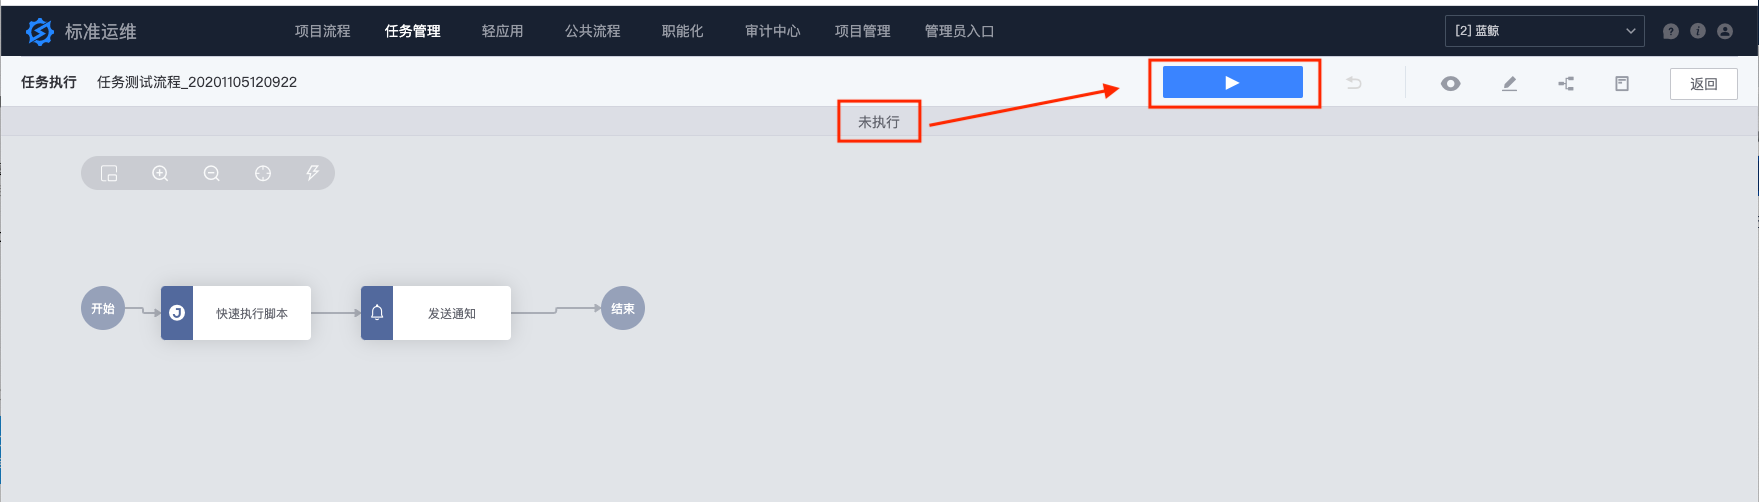 标准运维
项目流程 任务管理 轻应用 公共流程 职能化 审计中心 项目管理 管理员入口
[2] 蓝鲸
任务执行 任务测试流程_20201105120922
返回
未执行
开始 快速执行脚本 发送通知 结束